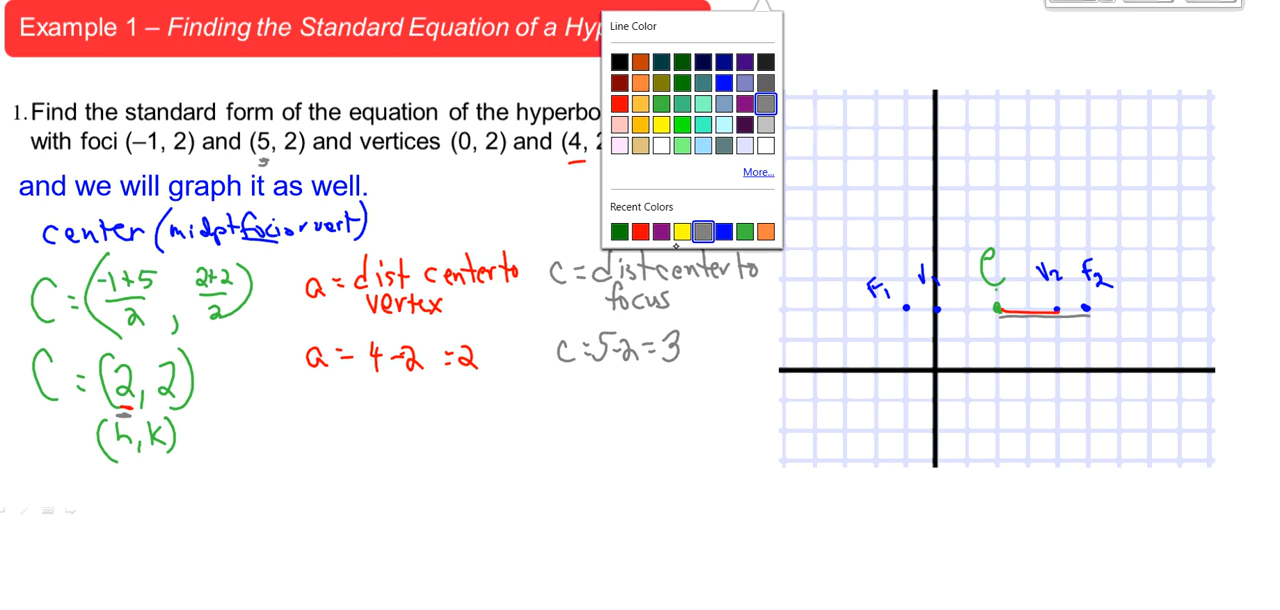 Example 1 – Finding the Standard Equation of a Hyp
Line Color
1. Find the standard form of the equation of the hyperbo
with foci (–1, 2) and (5, 2) and vertices (0, 2) and (4, 2
and we will graph it as well.
More...
Recent Colors
center (midpt foci or vert)
C = (-1+5/2, 2+2/2)
a = dist center to
vertex
c = dist center to
focus
F₁ V₁ C V₂ F₂
C = (2, 2)
a = 4-2 = 2
c = 5-2 = 3
(h, k)